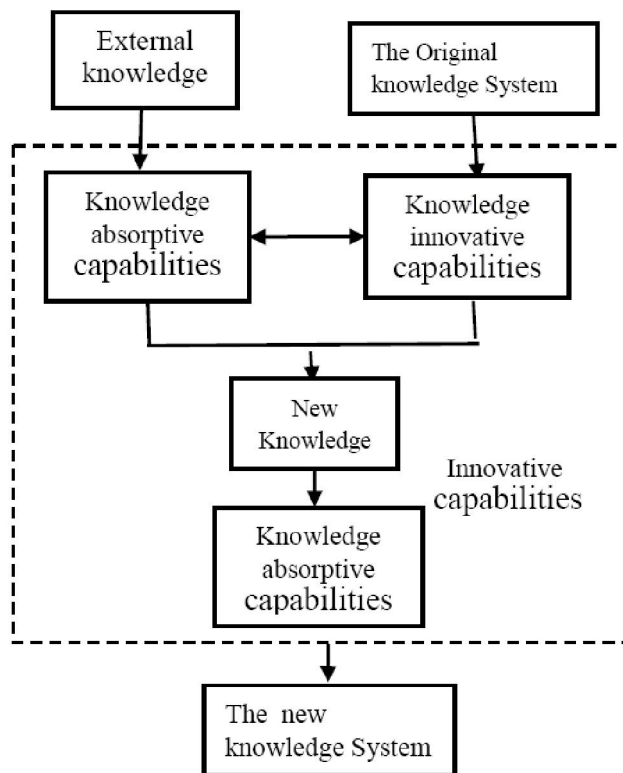 External
knowledge
The Original
knowledge System
Knowledge
absorptive
capabilities
Knowledge
innovative
capabilities
New
Knowledge
Innovative
capabilities
Knowledge
absorptive
capabilities
The new
knowledge System